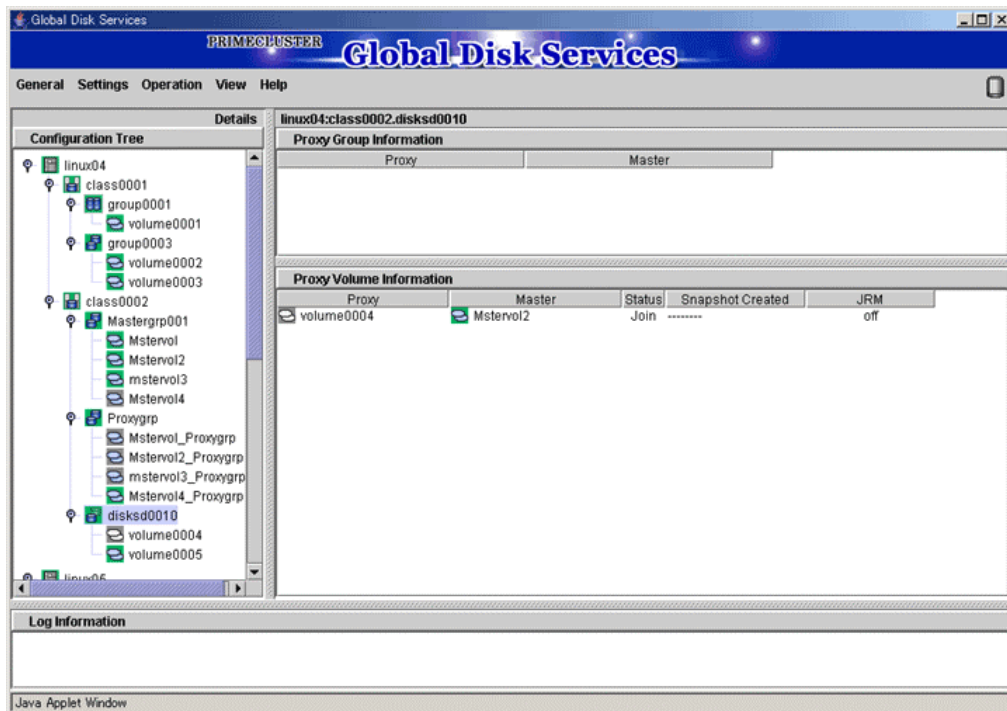 Global Disk Services
PRIMECLUSTER
Global Disk Services
General Settings Operation View Help
Details
Configuration Tree
linux04
class0001
group0001
volume0001
group0003
volume0002
volume0003
class0002
Mastergrp001
Mstervol
Mstervol2
mstervol3
Mstervol4
Proxygrp
Mstervol_Proxygrp
Mstervol2_Proxygrp
mstervol3_Proxygrp
Mstervol4_Proxygrp
disksd0010
volume0004
volume0005
linux04:class0002.disksd0010
Proxy Group Information
Proxy Master
Proxy Volume Information
Proxy Master Status Snapshot Created JRM
volume0004 Mstervol2 Join -------- off
Log Information
Java Applet Window